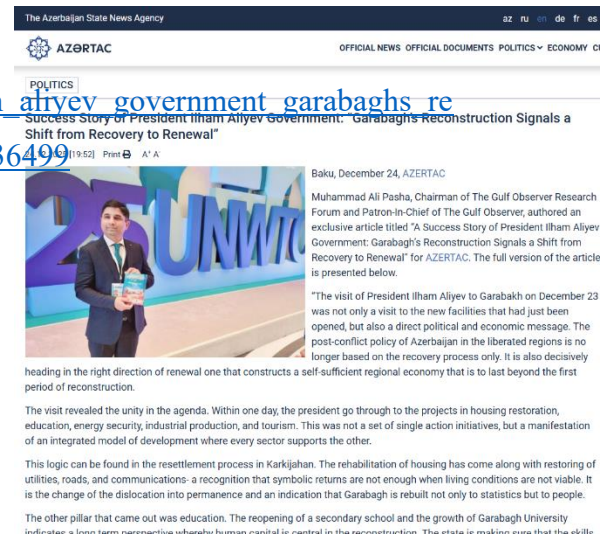 The Azerbaijan State News Agency
az ru en de fr es
AZƏRTAC
OFFICIAL NEWS OFFICIAL DOCUMENTS POLITICS ECONOMY
POLITICS
aliyev_government_garabaghs_re
Success Story of President Ilham Aliyev Government: "Garabagh's Reconstruction Signals a
Shift from Recovery to Renewal"
36499
[19:52] Print A+ A
25 UNWTO
Baku, December 24, AZERTAC
Muhammad Ali Pasha, Chairman of The Gulf Observer Research
Forum and Patron-In-Chief of The Gulf Observer, authored an
exclusive article titled "A Success Story of President Ilham Aliyev
Government: Garabagh's Reconstruction Signals a Shift from
Recovery to Renewal" for AZERTAC. The full version of the article
is presented below.
"The visit of President Ilham Aliyev to Garabakh on December 23
was not only a visit to the new facilities that had just been
opened, but also a direct political and economic message. The
post-conflict policy of Azerbaijan in the liberated regions is no
longer based on the recovery process only. It is also decisively
heading in the right direction of renewal one that constructs a self-sufficient regional economy that is to last beyond the first
period of reconstruction.
The visit revealed the unity in the agenda. Within one day, the president go through to the projects in housing restoration,
education, energy security, industrial production, and tourism. This was not a set of single action initiatives, but a manifestation
of an integrated model of development where every sector supports the other.
This logic can be found in the resettlement process in Karkijahan. The rehabilitation of housing has come along with restoring of
utilities, roads, and communications- a recognition that symbolic returns are not enough when living conditions are not viable. It
is the change of the dislocation into permanence and an indication that Garabagh is rebuilt not only to statistics but to people.
The other pillar that came out was education. The reopening of a secondary school and the growth of Garabagh University
indicates a long term perspective whereby human capital is central in the reconstruction. The state is making sure that the skills